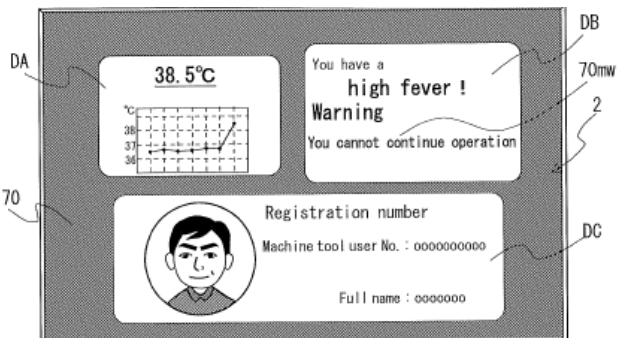 DA
DB
70mw
2
70
DC
38.5℃
℃
38
37
36
You have a
high fever !
Warning
You cannot continue operation
Registration number
Machine tool user No. : oooooooooo
Full name : ooooooo